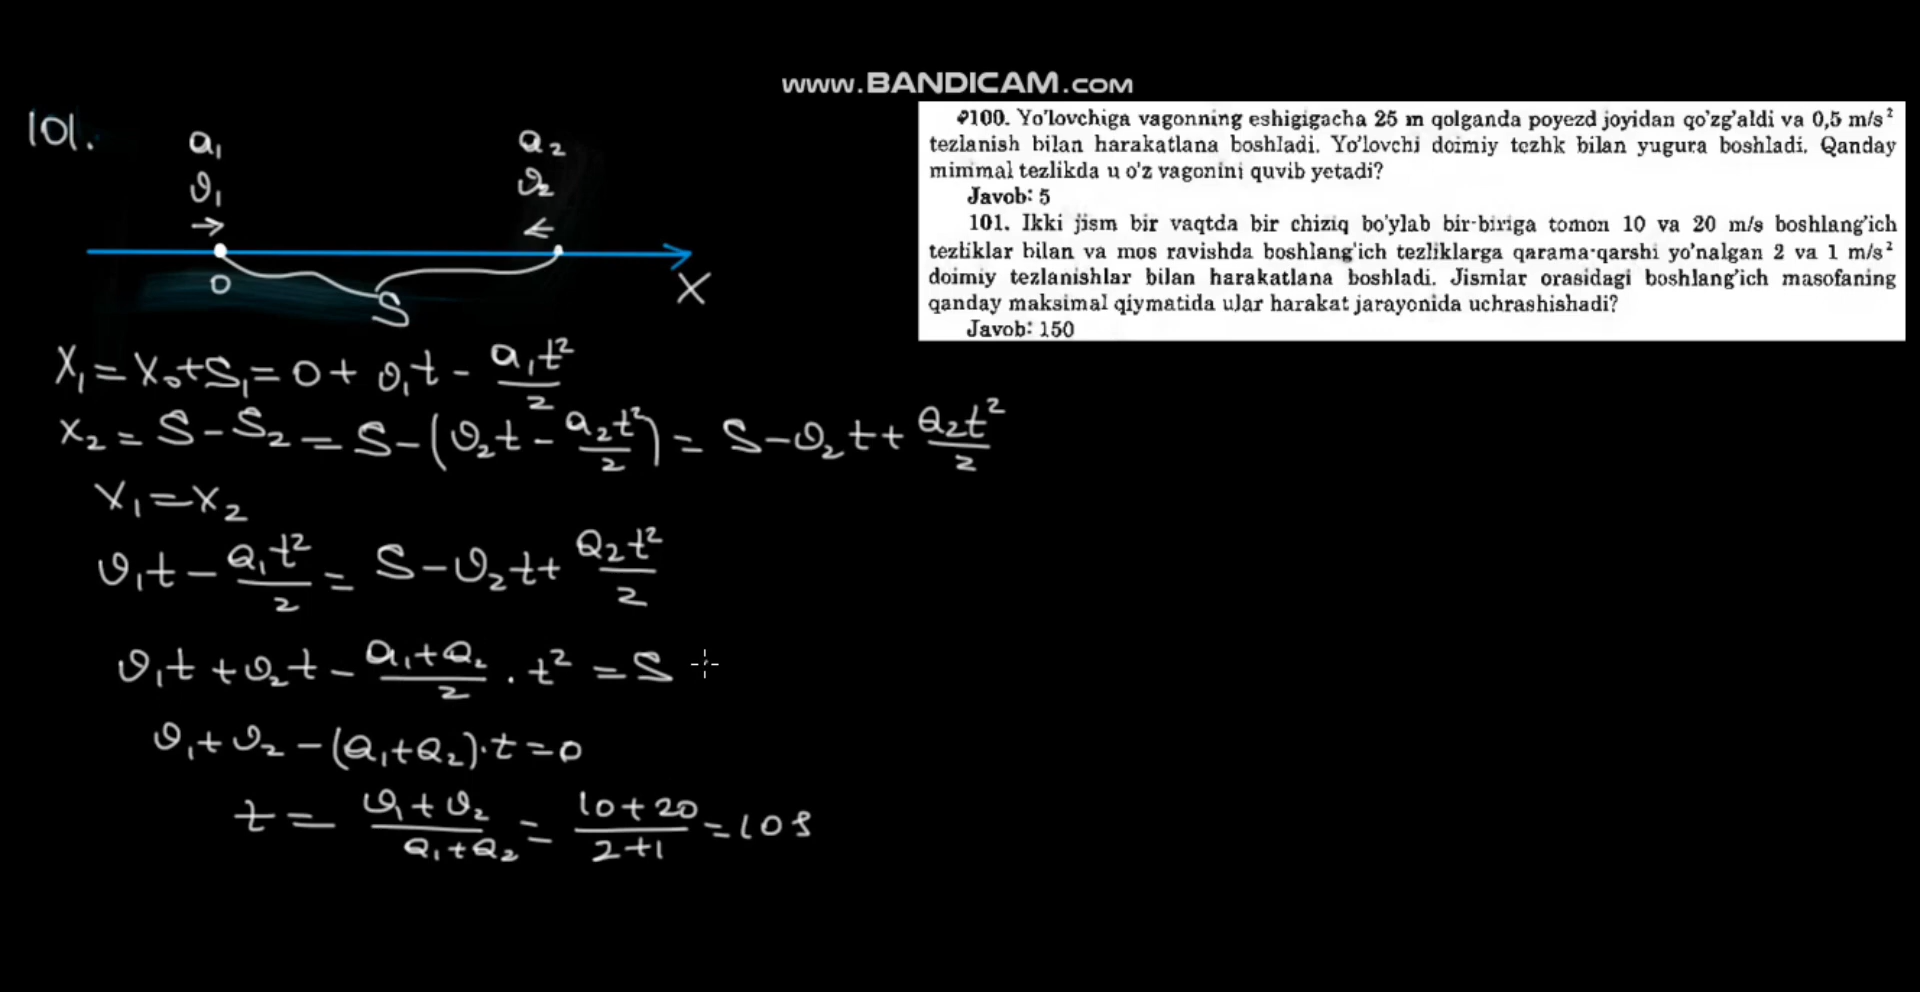 www.BANDICAM.com
101.
a₁ a₂
ϑ₁ ϑ₂
0 S X
X₁ = X₀ + S₁ = 0 + ϑ₁t - a₁t²/2
X₂ = S - S₂ = S - (ϑ₂t - a₂t²/2) = S - ϑ₂t + a₂t²/2
X₁ = X₂
ϑ₁t - a₁t²/2 = S - ϑ₂t + a₂t²/2
ϑ₁t + ϑ₂t - (a₁+a₂)/2 · t² = S
ϑ₁ + ϑ₂ - (a₁+a₂)·t = 0
t = (ϑ₁+ϑ₂)/(a₁+a₂) = (10+20)/(2+1) = 10 s
100. Yo'lovchiga vagonning eshigigacha 25 m qolganda poyezd joyidan qo'zg'aldi va 0,5 m/s²
tezlanish bilan harakatlana boshladi. Yo'lovchi doimiy tezhk bilan yugura boshladi. Qanday
mimmal tezlikda u o'z vagonini quvib yetadi?
Javob: 5
101. Ikki jism bir vaqtda bir chiziq bo'ylab bir-biriga tomon 10 va 20 m/s boshlang'ich
tezliklar bilan va mos ravishda boshlang'ich tezliklarga qarama-qarshi yo'nalgan 2 va 1 m/s²
doimiy tezlanishlar bilan harakatlana boshladi. Jismlar orasidagi boshlang'ich masofaning
qanday maksimal qiymatida ular harakat jarayonida uchrashishadi?
Javob: 150